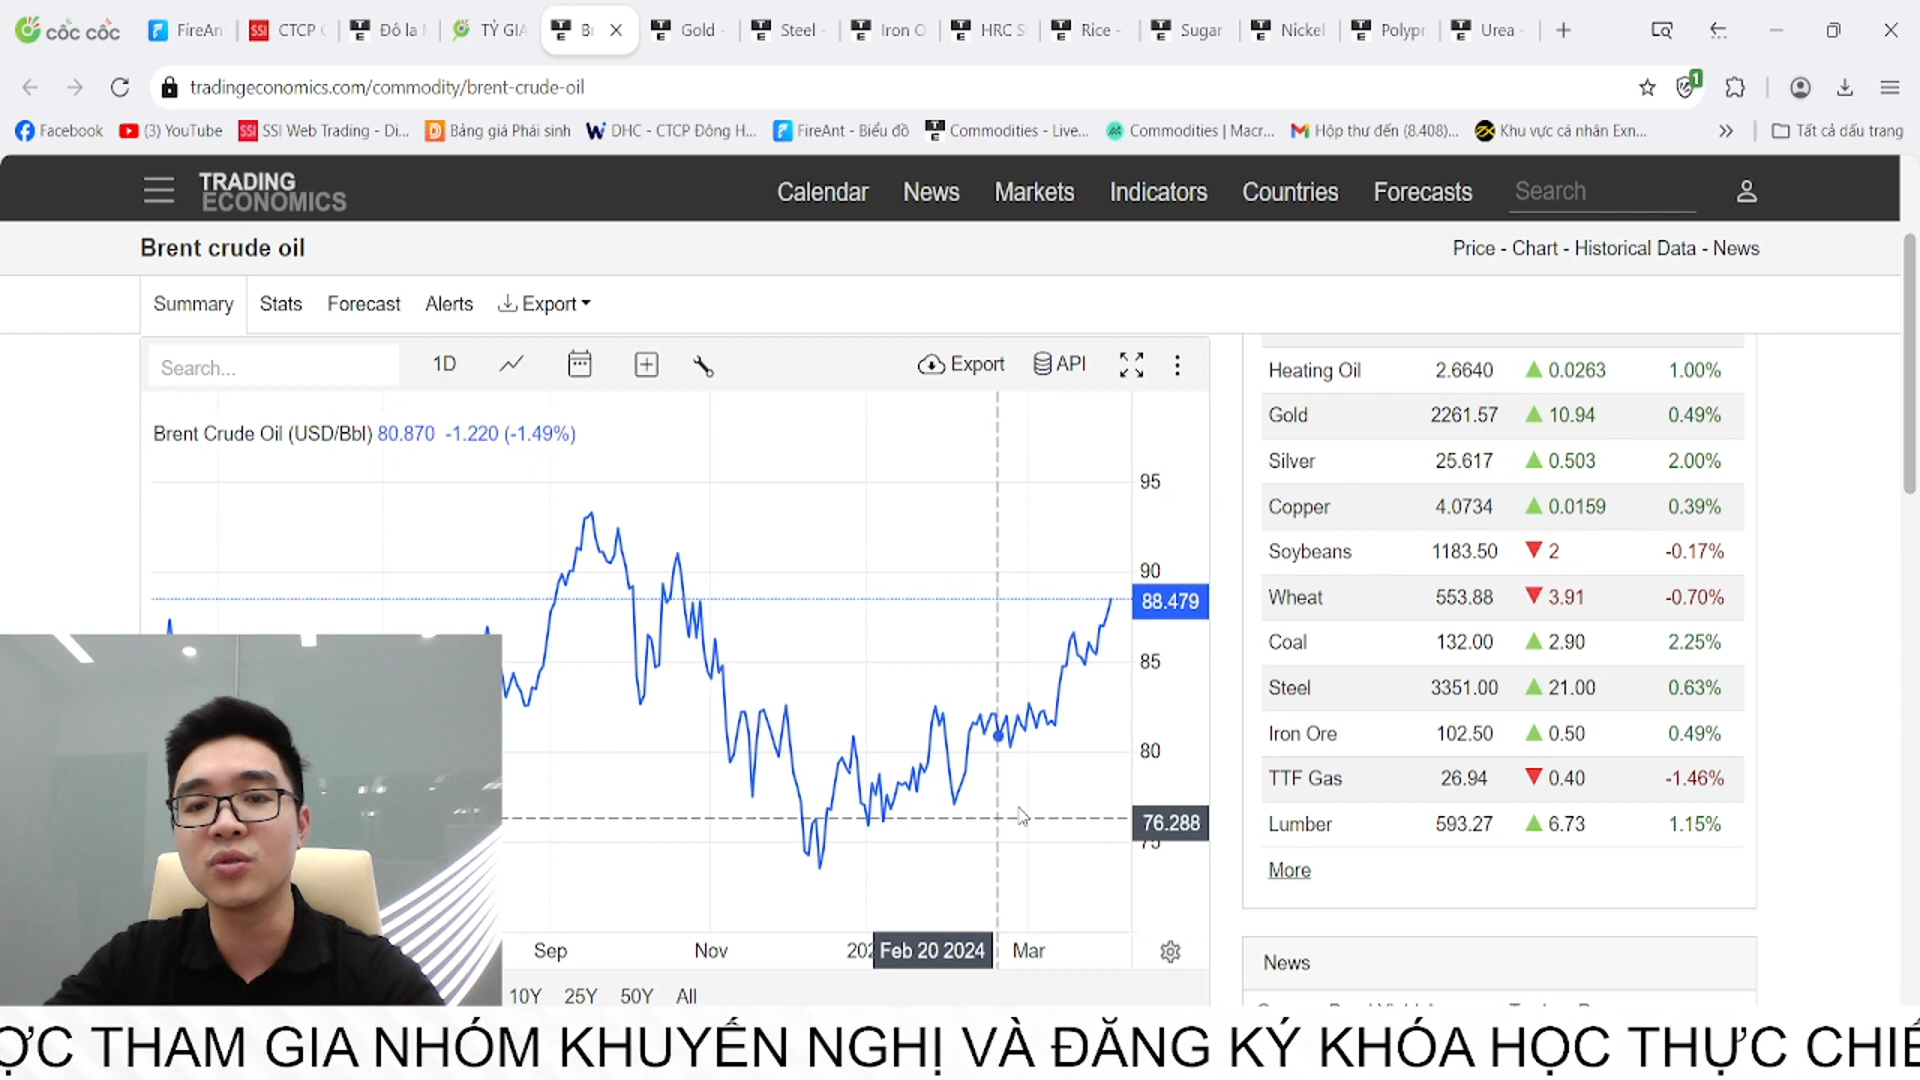 cốc cốc
FireAn
SSI CTCP
Đô la
TỶ GIA
Gold -
Steel -
Iron O
HRC S
Rice -
Sugar
Nickel
Polypr
Urea -
tradingeconomics.com/commodity/brent-crude-oil
1
Facebook
(3) YouTube
SSI SSI Web Trading - Di...
Bảng giá Phái sinh
DHC - CTCP Đông H...
FireAnt - Biểu đồ
Commodities - Live...
Commodities | Macr...
Hộp thư đến (8.408)...
Khu vực cá nhân Exn...
Tất cả dấu trang
TRADING
ECONOMICS
Calendar News Markets Indicators Countries Forecasts Search
Brent crude oil
Price - Chart - Historical Data - News
Summary Stats Forecast Alerts Export
Search...
1D
Export
API
Brent Crude Oil (USD/Bbl) 80.870 -1.220 (-1.49%)
95
90
88.479
85
80
76.288
Sep
Nov
Feb 20 2024
Mar
10Y 25Y 50Y All
Heating Oil 2.6640 0.0263 1.00%
Gold 2261.57 10.94 0.49%
Silver 25.617 0.503 2.00%
Copper 4.0734 0.0159 0.39%
Soybeans 1183.50 2 -0.17%
Wheat 553.88 3.91 -0.70%
Coal 132.00 2.90 2.25%
Steel 3351.00 21.00 0.63%
Iron Ore 102.50 0.50 0.49%
TTF Gas 26.94 0.40 -1.46%
Lumber 593.27 6.73 1.15%
More
News
ỢC THAM GIA NHÓM KHUYẾN NGHỊ VÀ ĐĂNG KÝ KHÓA HỌC THỰC CHIẾ